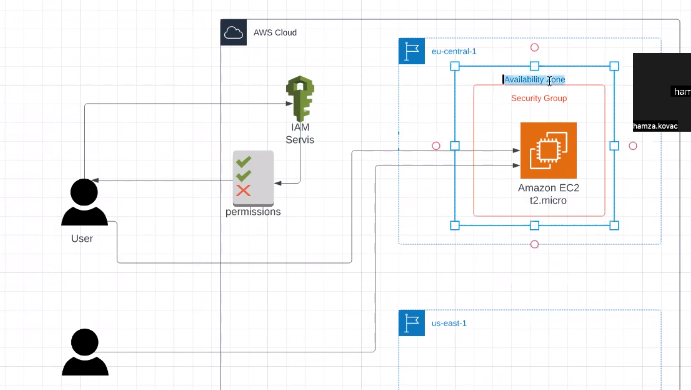 AWS Cloud
eu-central-1
Availability Zone
Security Group
IAM
Servis
Amazon EC2
t2.micro
permissions
User
us-east-1
ham
hamza.kovac